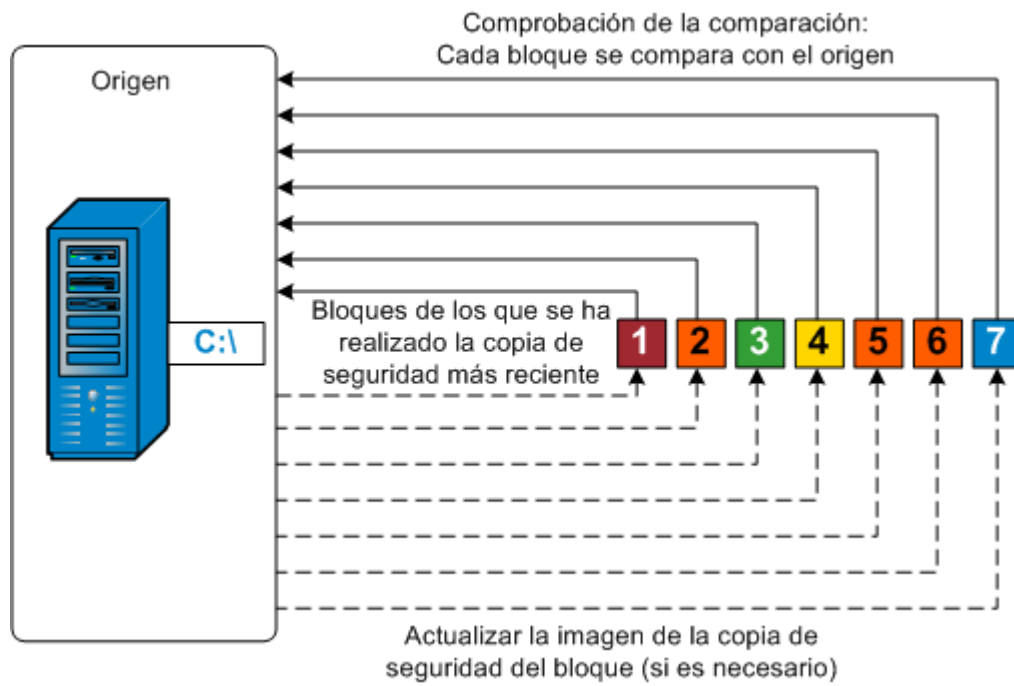 Comprobación de la comparación:
Cada bloque se compara con el origen
Origen
C:\
Bloques de los que se ha
realizado la copia de
seguridad más reciente
1 2 3 4 5 6 7
Actualizar la imagen de la copia de
seguridad del bloque (si es necesario)